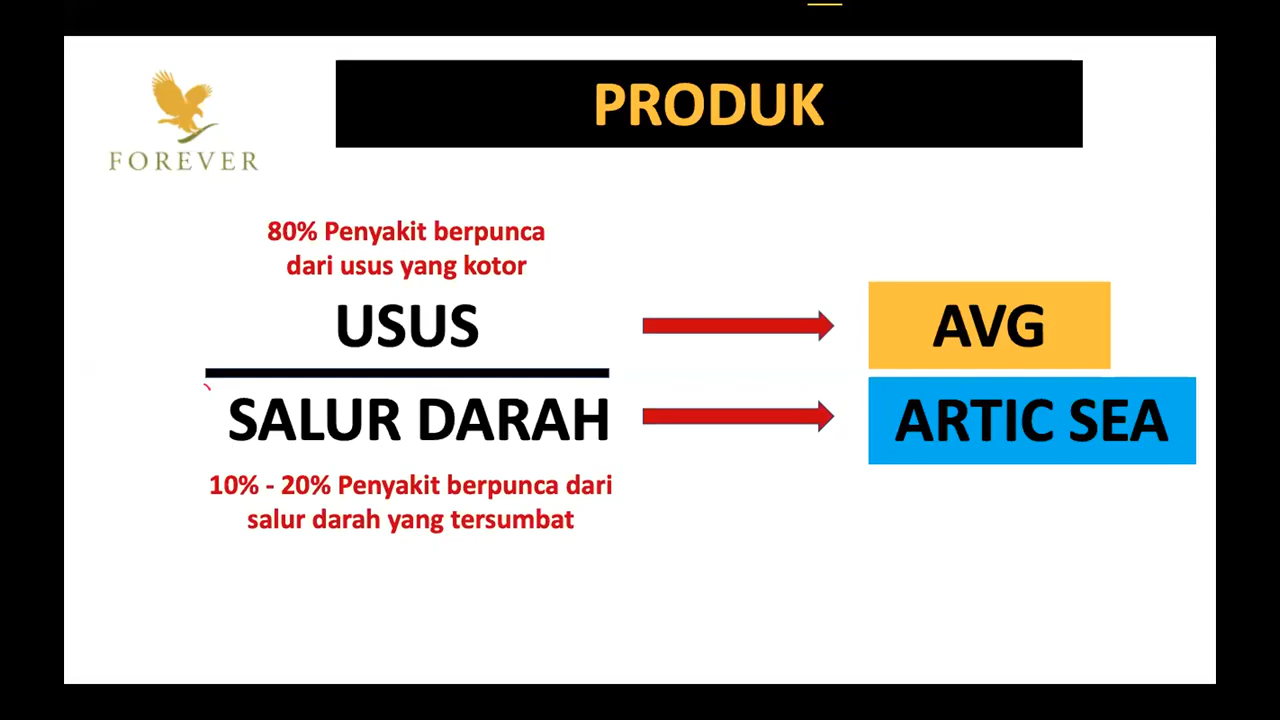 FOREVER
PRODUK
80% Penyakit berpunca
dari usus yang kotor
USUS
AVG
SALUR DARAH
ARTIC SEA
10% - 20% Penyakit berpunca dari
salur darah yang tersumbat